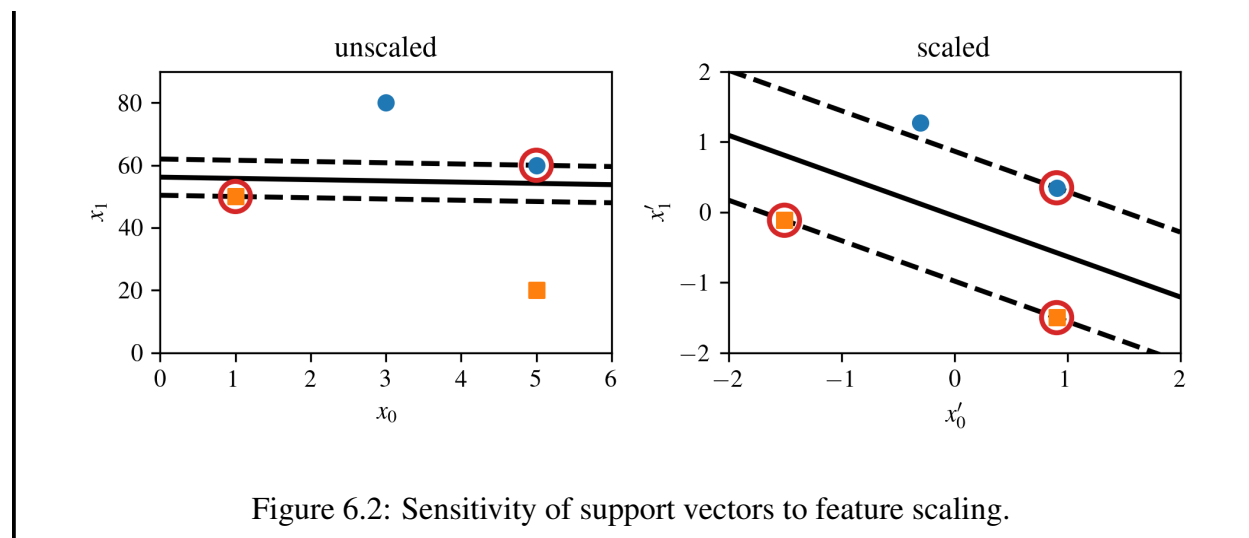 unscaled
80
60
40
20
0
x₁
0 1 2 3 4 5 6
x₀
scaled
2
1
0
−1
−2
x′₁
−2 −1 0 1 2
x′₀
Figure 6.2: Sensitivity of support vectors to feature scaling.